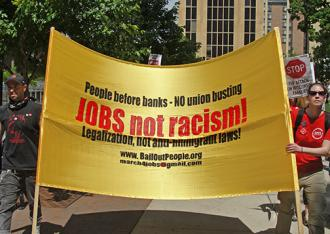 People before banks - NO union busting
JOBS not racism!
Legalization, not anti-immigrant laws!
www.BailOutPeople.org
march4jobs@gmail.com
STOP